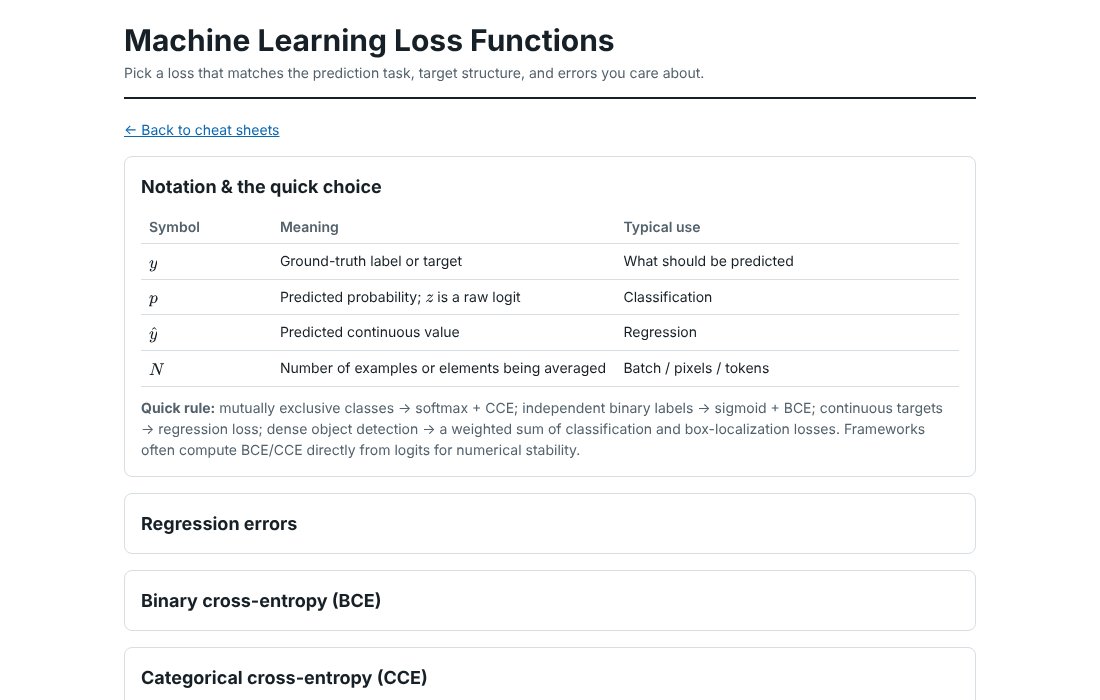 Machine Learning Loss Functions
Pick a loss that matches the prediction task, target structure, and errors you care about.
← Back to cheat sheets
Notation & the quick choice
Symbol Meaning Typical use
y Ground-truth label or target What should be predicted
p Predicted probability; z is a raw logit Classification
ŷ Predicted continuous value Regression
N Number of examples or elements being averaged Batch / pixels / tokens
Quick rule: mutually exclusive classes → softmax + CCE; independent binary labels → sigmoid + BCE; continuous targets
→ regression loss; dense object detection → a weighted sum of classification and box-localization losses. Frameworks
often compute BCE/CCE directly from logits for numerical stability.
Regression errors
Binary cross-entropy (BCE)
Categorical cross-entropy (CCE)